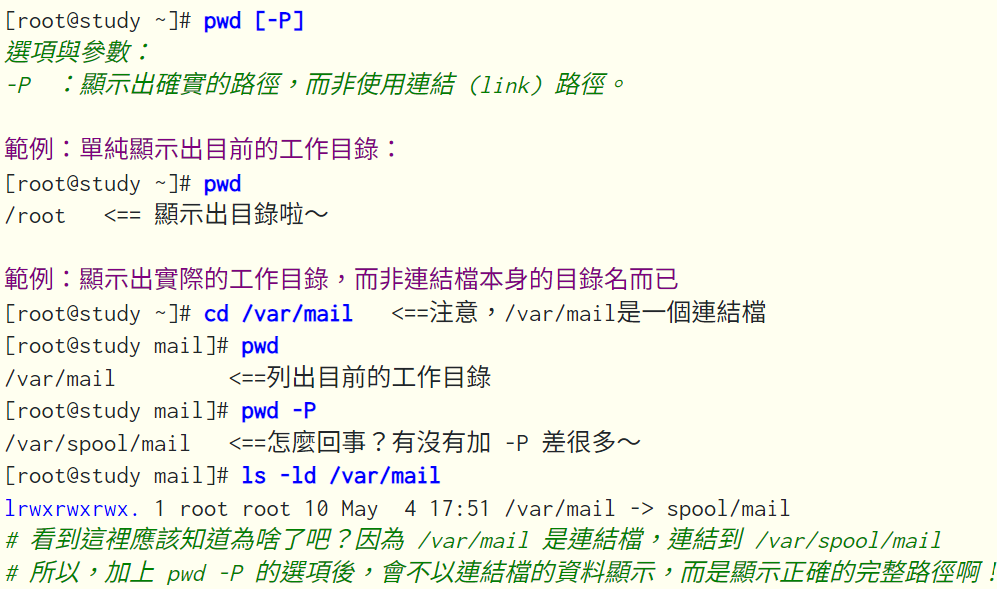 [root@study ~]# pwd [-P]
選項與參數：
-P ：顯示出確實的路徑，而非使用連結 (link) 路徑。
範例：單純顯示出目前的工作目錄：
[root@study ~]# pwd
/root <== 顯示出目錄啦～
範例：顯示出實際的工作目錄，而非連結檔本身的目錄名而已
[root@study ~]# cd /var/mail <==注意，/var/mail是一個連結檔
[root@study mail]# pwd
/var/mail <==列出目前的工作目錄
[root@study mail]# pwd -P
/var/spool/mail <==怎麼回事？有沒有加 -P 差很多～
[root@study mail]# ls -ld /var/mail
lrwxrwxrwx. 1 root root 10 May 4 17:51 /var/mail -> spool/mail
# 看到這裡應該知道為啥了吧？因為 /var/mail 是連結檔，連結到 /var/spool/mail
# 所以，加上 pwd -P 的選項後，會不以連結檔的資料顯示，而是顯示正確的完整路徑啊！